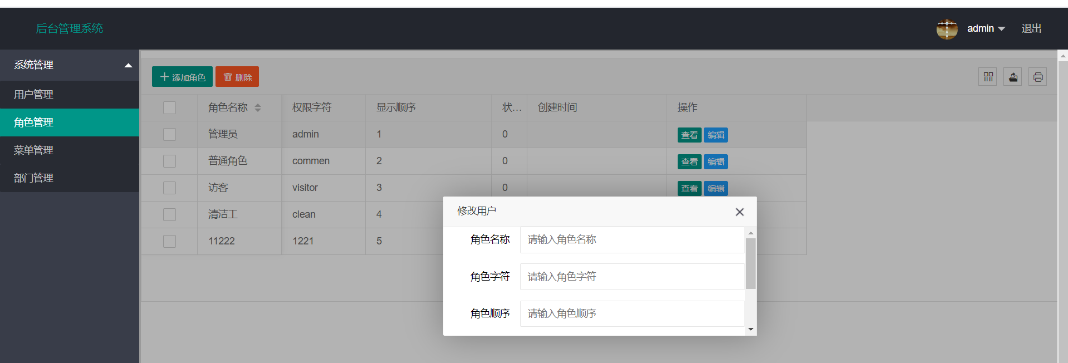 后台管理系统
admin
退出
系统管理
用户管理
角色管理
菜单管理
部门管理
添加角色
删除
角色名称 权限字符 显示顺序 状... 创建时间 操作
管理员 admin 1 0 查看 编辑
普通角色 commen 2 0 查看 编辑
访客 visitor 3 0 查看 编辑
清洁工 clean 4
11222 1221 5
修改用户
角色名称 请输入角色名称
角色字符 请输入角色字符
角色顺序 请输入角色顺序